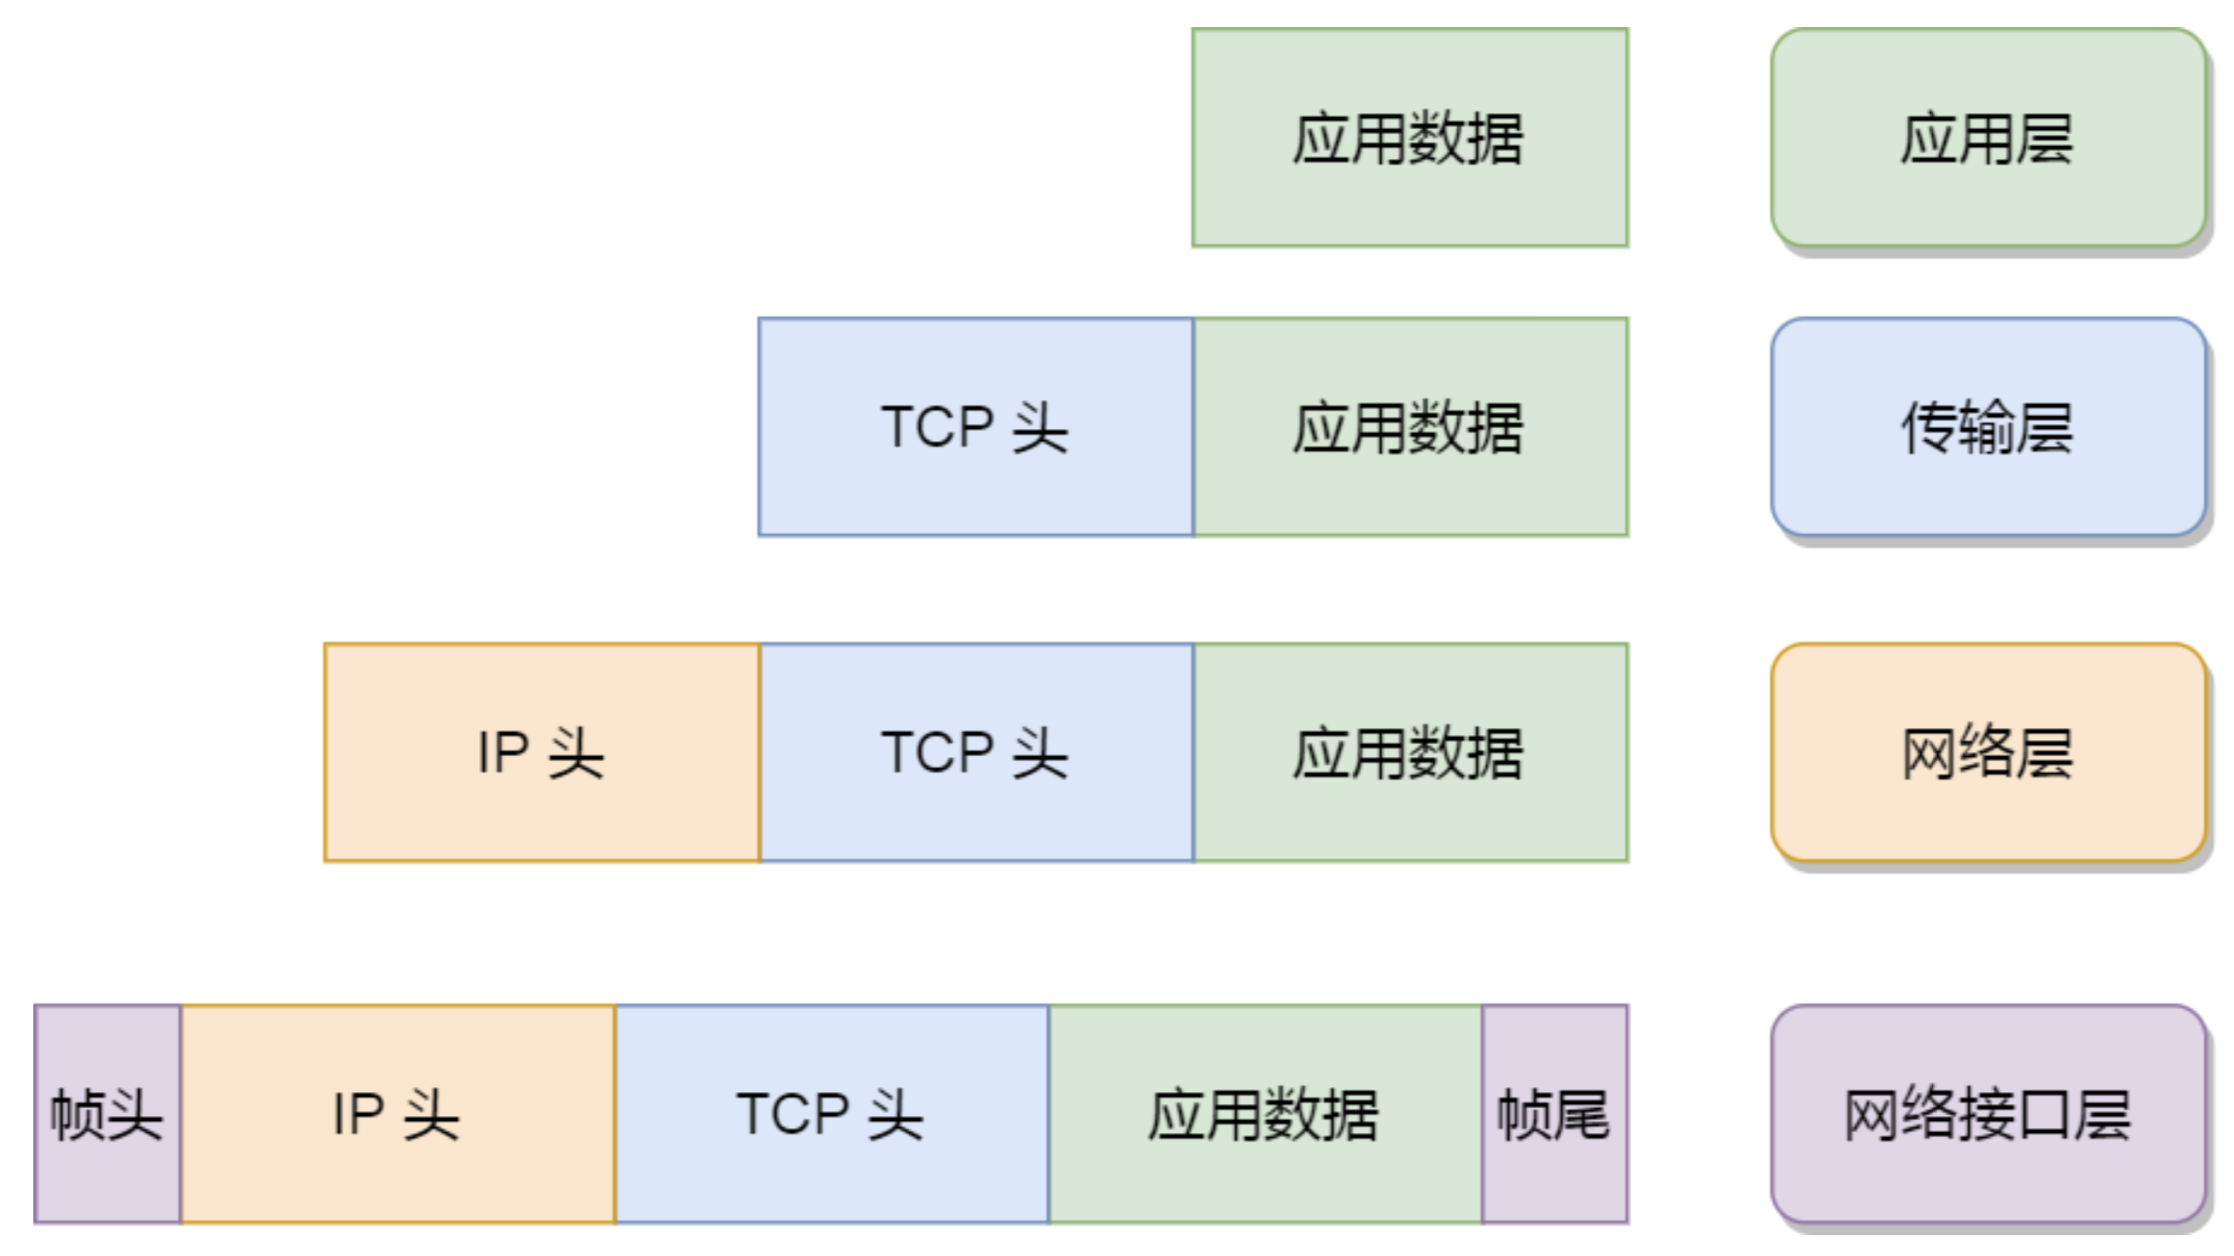 应用数据 应用层
TCP 头 应用数据 传输层
IP 头 TCP 头 应用数据 网络层
帧头 IP 头 TCP 头 应用数据 帧尾 网络接口层